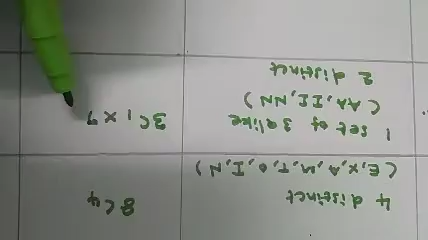 4 distinct
(E, X, A, M, T, O, I, N)
8C4
1 set of 3 alike
(AA, II, NN)
2 distinct
3C1 × 7